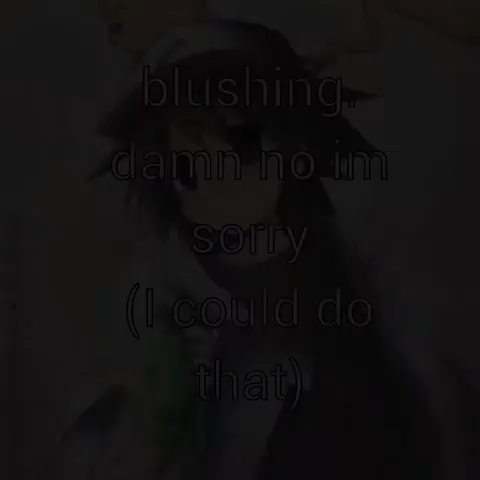 blushing.
damn no im
sorry
(I could do
that)